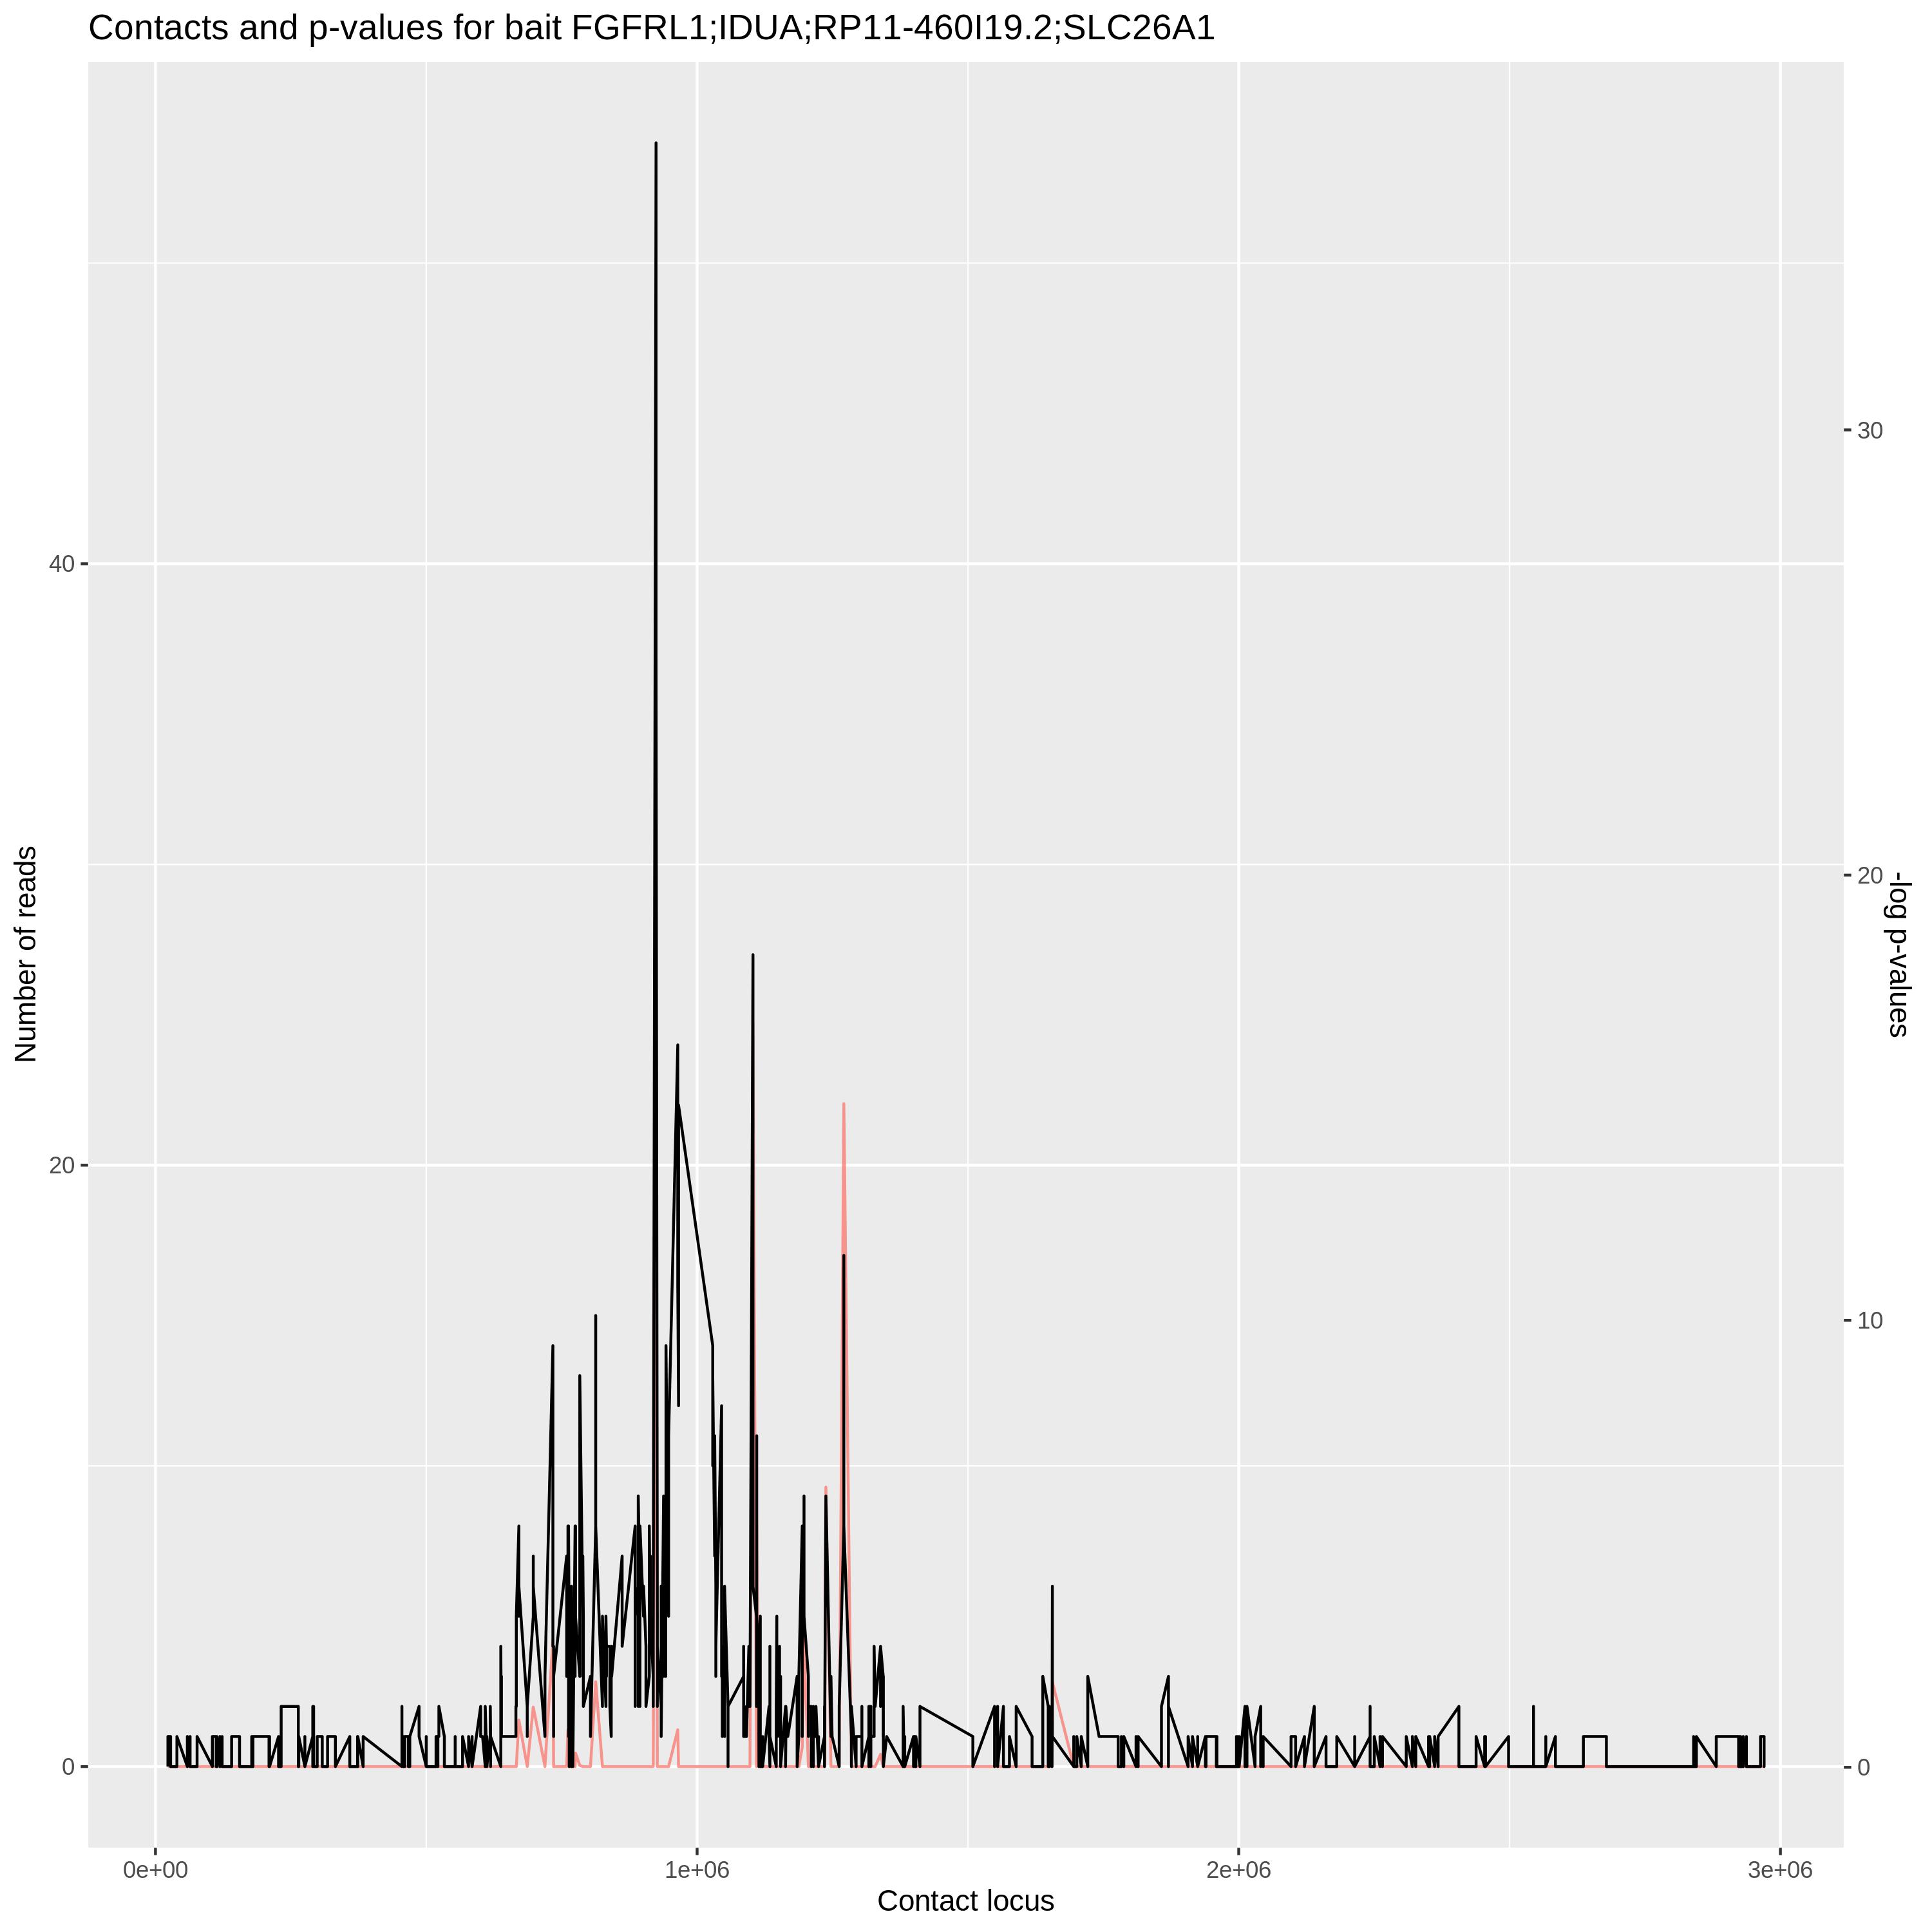 Contacts and p-values for bait FGFRL1;IDUA;RP11-460I19.2;SLC26A1
Number of reads
40
20
0
30
20
10
0
-log p-values
0e+00 1e+06 2e+06 3e+06
Contact locus